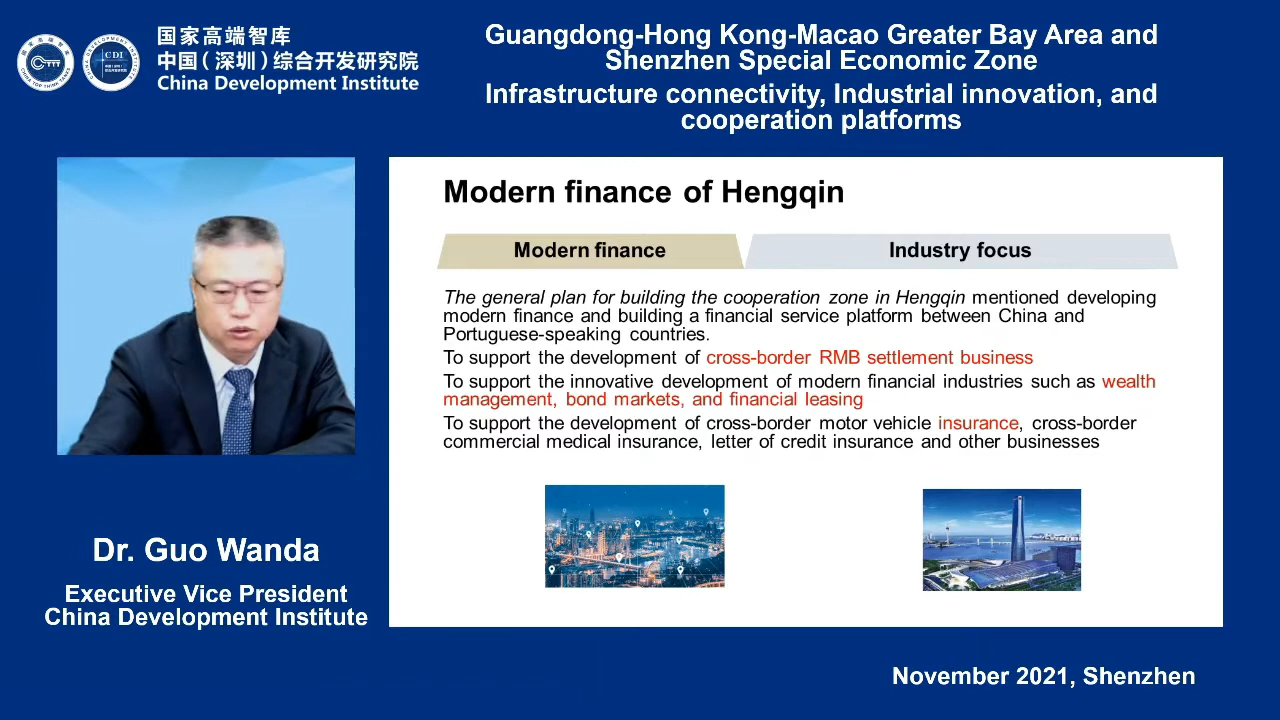 国家高端智库
中国（深圳）综合开发研究院
China Development Institute
CDI
Guangdong-Hong Kong-Macao Greater Bay Area and
Shenzhen Special Economic Zone
Infrastructure connectivity, Industrial innovation, and
cooperation platforms
Modern finance of Hengqin
Modern finance
Industry focus
The general plan for building the cooperation zone in Hengqin mentioned developing
modern finance and building a financial service platform between China and
Portuguese-speaking countries.
To support the development of cross-border RMB settlement business
To support the innovative development of modern financial industries such as wealth
management, bond markets, and financial leasing
To support the development of cross-border motor vehicle insurance, cross-border
commercial medical insurance, letter of credit insurance and other businesses
Dr. Guo Wanda
Executive Vice President
China Development Institute
November 2021, Shenzhen